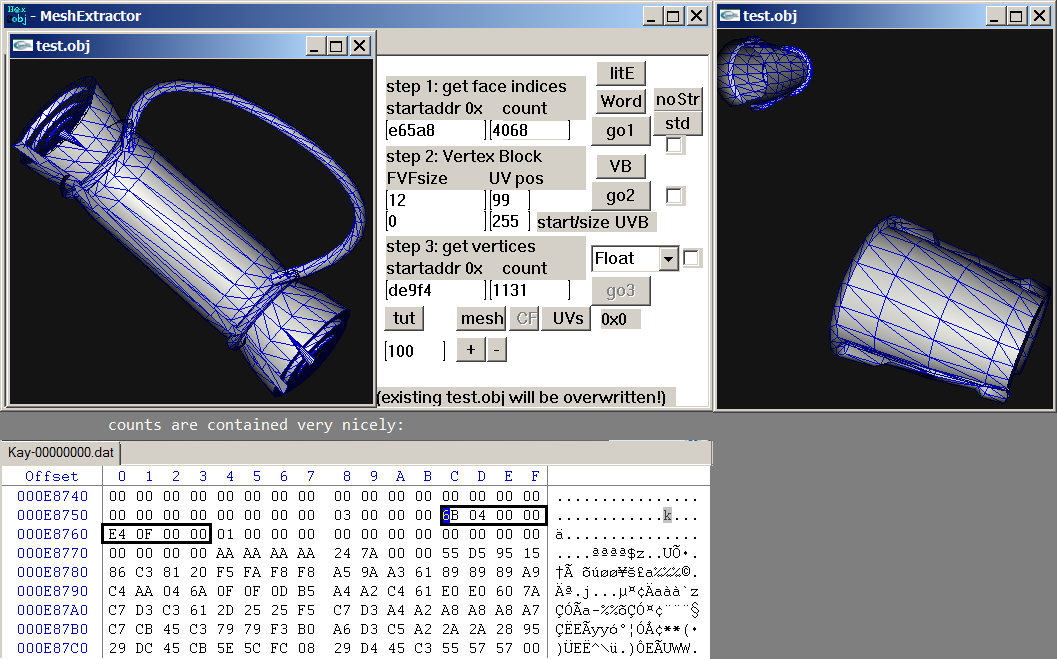 Hex
obj - MeshExtractor
test.obj
test.obj
step 1: get face indices
startaddr 0x count
e65a8 4068
litE
Word noStr
go1 std
step 2: Vertex Block
FVFsize UV pos
12 99
0 255 start/size UVB
VB
go2
step 3: get vertices
startaddr 0x count
de9f4 1131
Float
go3
tut mesh CF UVs 0x0
100 + -
(existing test.obj will be overwritten!)
counts are contained very nicely:
Kay-00000000.dat
Offset 0 1 2 3 4 5 6 7 8 9 A B C D E F
000E8740 00 00 00 00 00 00 00 00 00 00 00 00 00 00 00 00 ................
000E8750 00 00 00 00 00 00 00 00 03 00 00 00 6B 04 00 00 ............k...
000E8760 E4 0F 00 00 01 00 00 00 00 00 00 00 00 00 00 00 ä...............
000E8770 00 00 00 00 AA AA AA AA 24 7A 00 00 55 D5 95 15 ....ªªªª$z..UÕ•.
000E8780 86 C3 81 20 F5 FA F8 F8 A5 9A A3 61 89 89 89 A9
000E8790 C4 AA 04 6A 0F 0F 0D B5 A4 A2 C4 61 E0 E0 60 7A Äª.j...µ¤¢Äaàà`z
000E87A0 C7 D3 C3 61 2D 25 25 F5 C7 D3 A4 A2 A8 A8 A8 A7 ÇÓÃa-%%õÇÓ¤¢¨¨¨§
000E87B0 C7 CB 45 C3 79 79 F3 B0 A6 D3 C5 A2 2A 2A 28 95 ÇËEÃyyó°¦ÓÅ¢**(•
000E87C0 29 DC 45 CB 5E 5C FC 08 29 D4 45 C3 55 57 57 00 )ÜEË^\ü.)ÔEÃUWW.